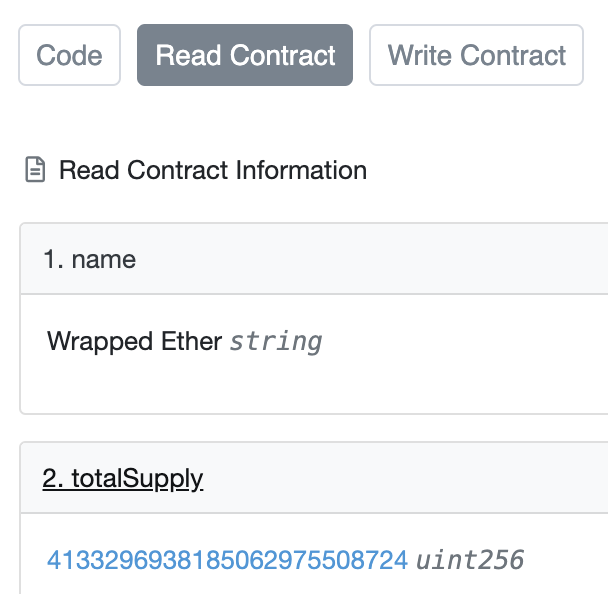 Code Read Contract Write Contract
Read Contract Information
1. name
Wrapped Ether string
2. totalSupply
4133296938185062975508724 uint256